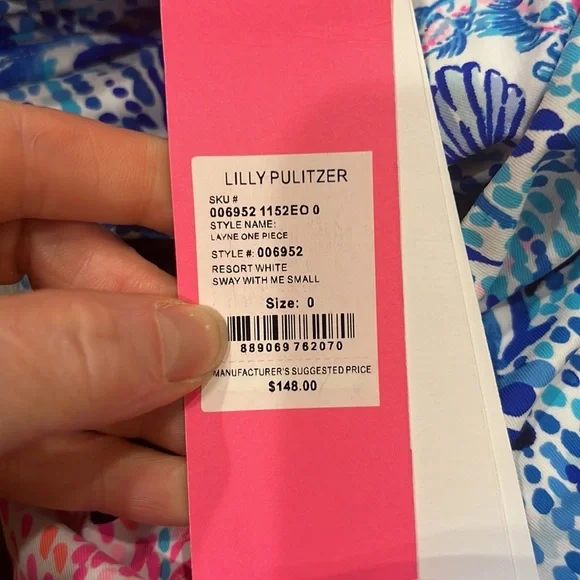 LILLY PULITZER
SKU #
006952 1152EO 0
STYLE NAME:
LAYNE ONE PIECE
STYLE #: 006952
RESORT WHITE
SWAY WITH ME SMALL
Size: 0
889069 762070
MANUFACTURER'S SUGGESTED PRICE
$148.00